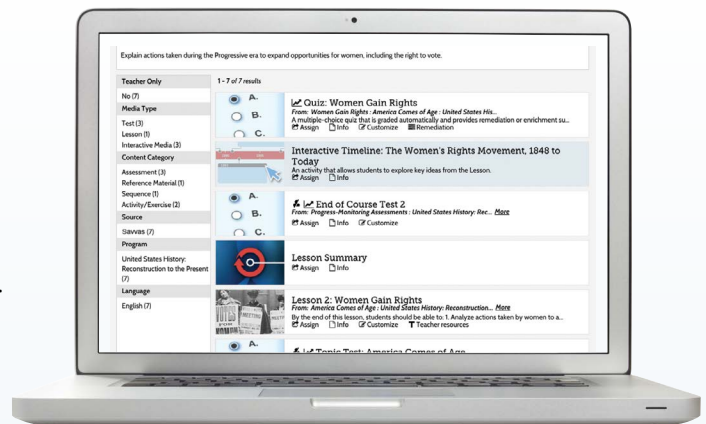 Explain actions taken during the Progressive era to expand opportunities for women, including the right to vote.
Teacher Only
No (7)
Media Type
Test (3)
Lesson (1)
Interactive Media (3)
Content Category
Assessment (3)
Reference Material (1)
Sequence (1)
Activity/Exercise (2)
Source
Savvas (7)
Program
United States History:
Reconstruction to the Present
(7)
Language
English (7)
1 - 7 of 7 results
A.
B.
C.
Quiz: Women Gain Rights
From: Women Gain Rights : America Comes of Age : United States His...
A multiple-choice quiz that is graded automatically and provides remediation or enrichment su...
Assign Info Customize Remediation
Interactive Timeline: The Women's Rights Movement, 1848 to
Today
An activity that allows students to explore key ideas from the Lesson.
Assign Info
A.
B.
C.
End of Course Test 2
From: Progress-Monitoring Assessments : United States History: Rec... More
Assign Info Customize
Lesson Summary
Assign Info
VOTES
MEETING
Lesson 2: Women Gain Rights
From: America Comes of Age : United States History: Reconstruction... More
By the end of this lesson, students should be able to: 1. Analyze actions taken by women to a...
Assign Info Customize Teacher resources
A.
Topic Test: America Comes of Age